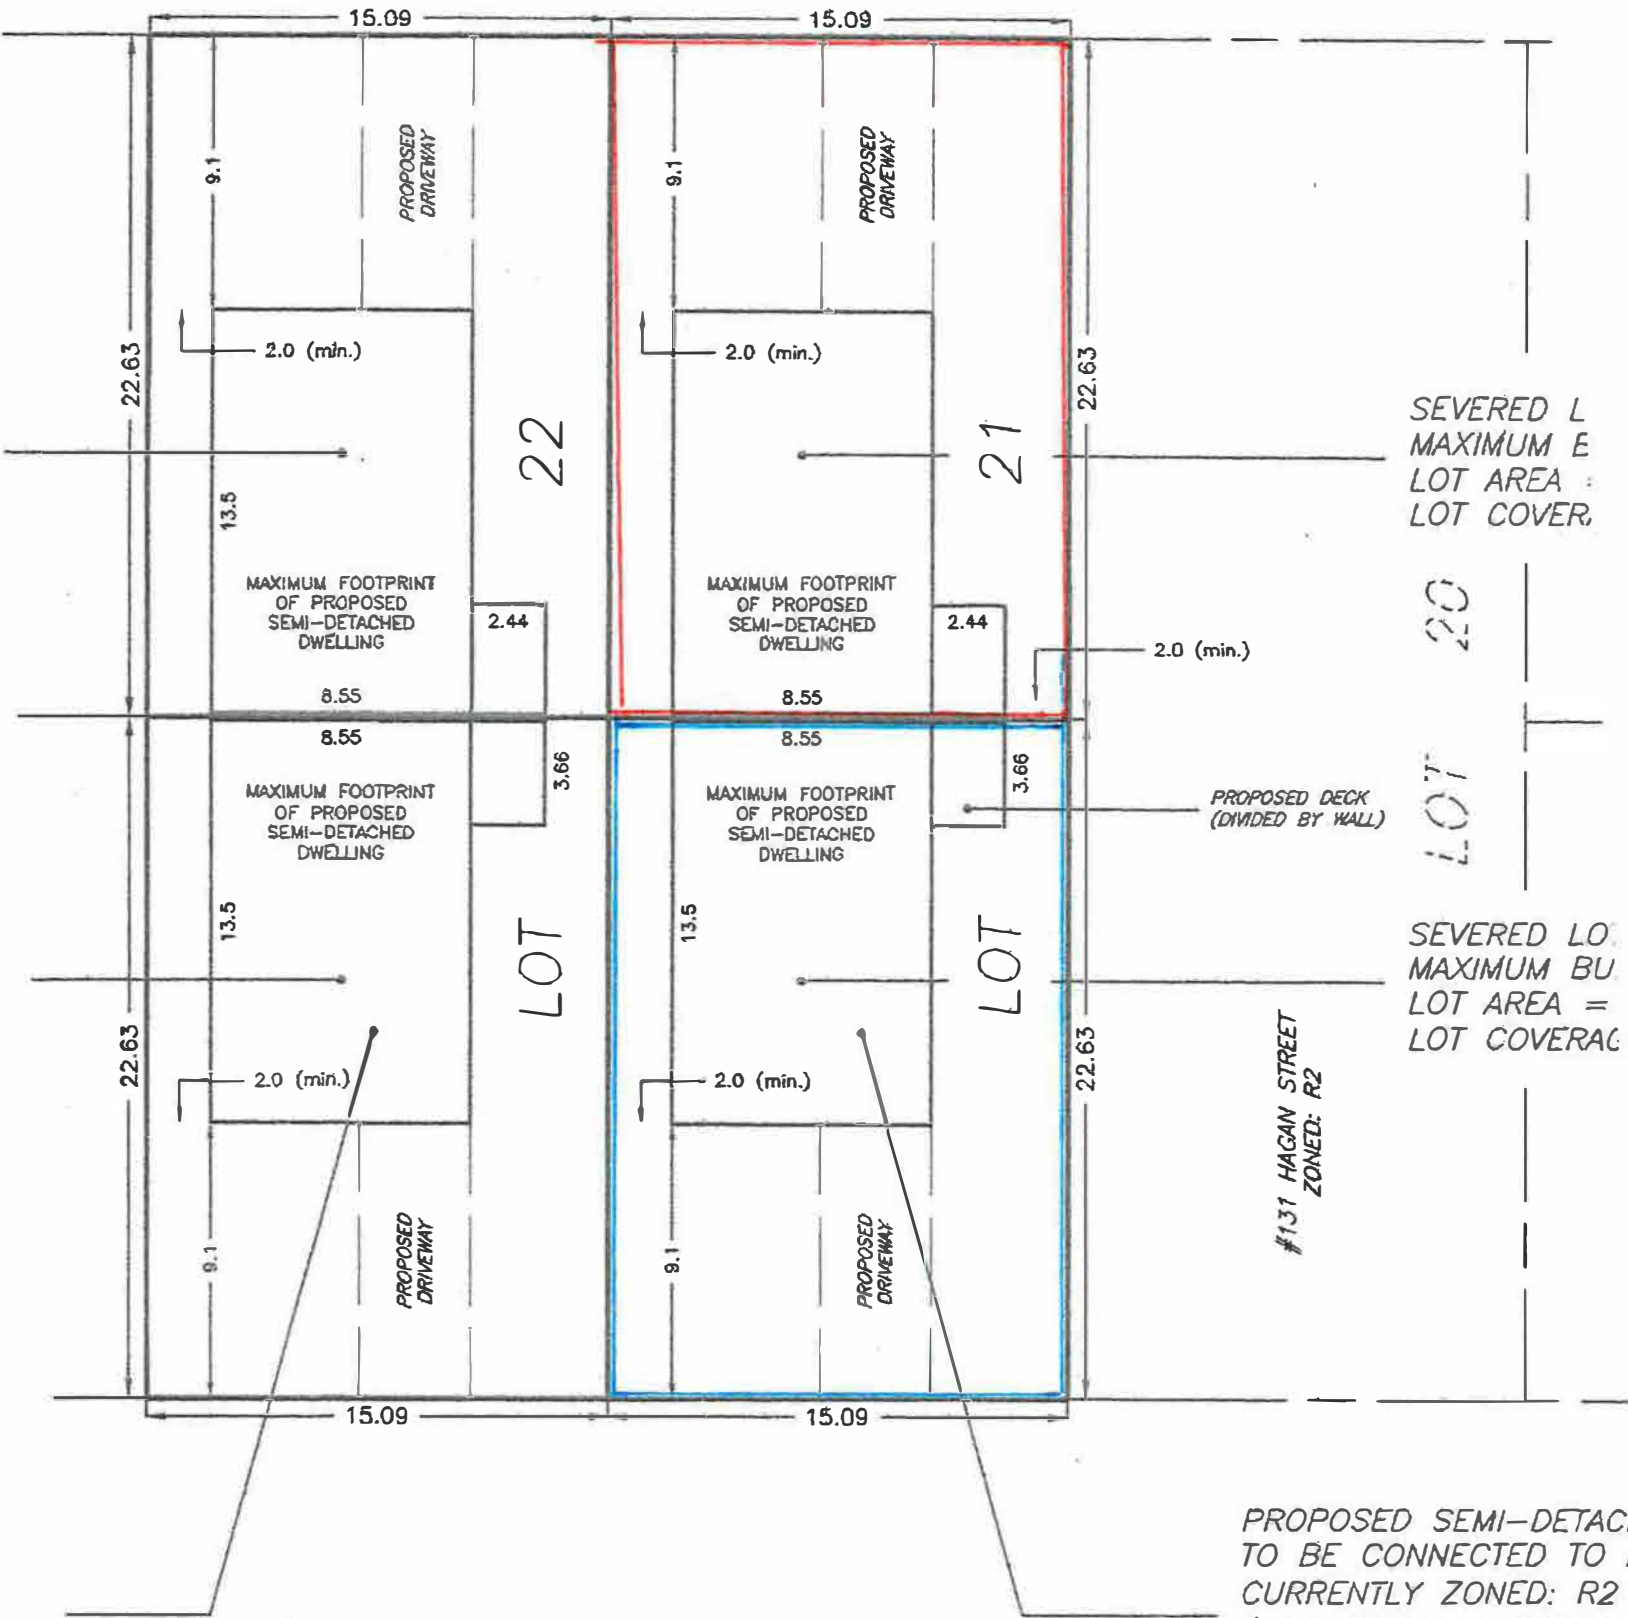 15.09
15.09
9.1
PROPOSED
DRIVEWAY
9.1
PROPOSED
DRIVEWAY
22.63
2.0 (min.)
2.0 (min.)
22.63
22
21
SEVERED L
MAXIMUM
LOT AREA
LOT COVER
13.5
MAXIMUM FOOTPRINT
OF PROPOSED
SEMI-DETACHED
DWELLING
2.44
MAXIMUM FOOTPRINT
OF PROPOSED
SEMI-DETACHED
DWELLING
2.44
2.0 (min.)
LOT 20
8.55
8.55
8.55
8.55
MAXIMUM FOOTPRINT
OF PROPOSED
SEMI-DETACHED
DWELLING
3.66
MAXIMUM FOOTPRINT
OF PROPOSED
SEMI-DETACHED
DWELLING
3.66
PROPOSED DECK
(DIVIDED BY WALL)
13.5
LOT
13.5
LOT
SEVERED LO
MAXIMUM BU
LOT AREA =
LOT COVERAG
22.63
2.0 (min.)
2.0 (min.)
22.63
#131 HAGAN STREET
ZONED: R2
9.1
PROPOSED
DRIVEWAY
9.1
PROPOSED
DRIVEWAY
15.09
15.09
PROPOSED SEMI-DETAC
TO BE CONNECTED TO
CURRENTLY ZONED: R2